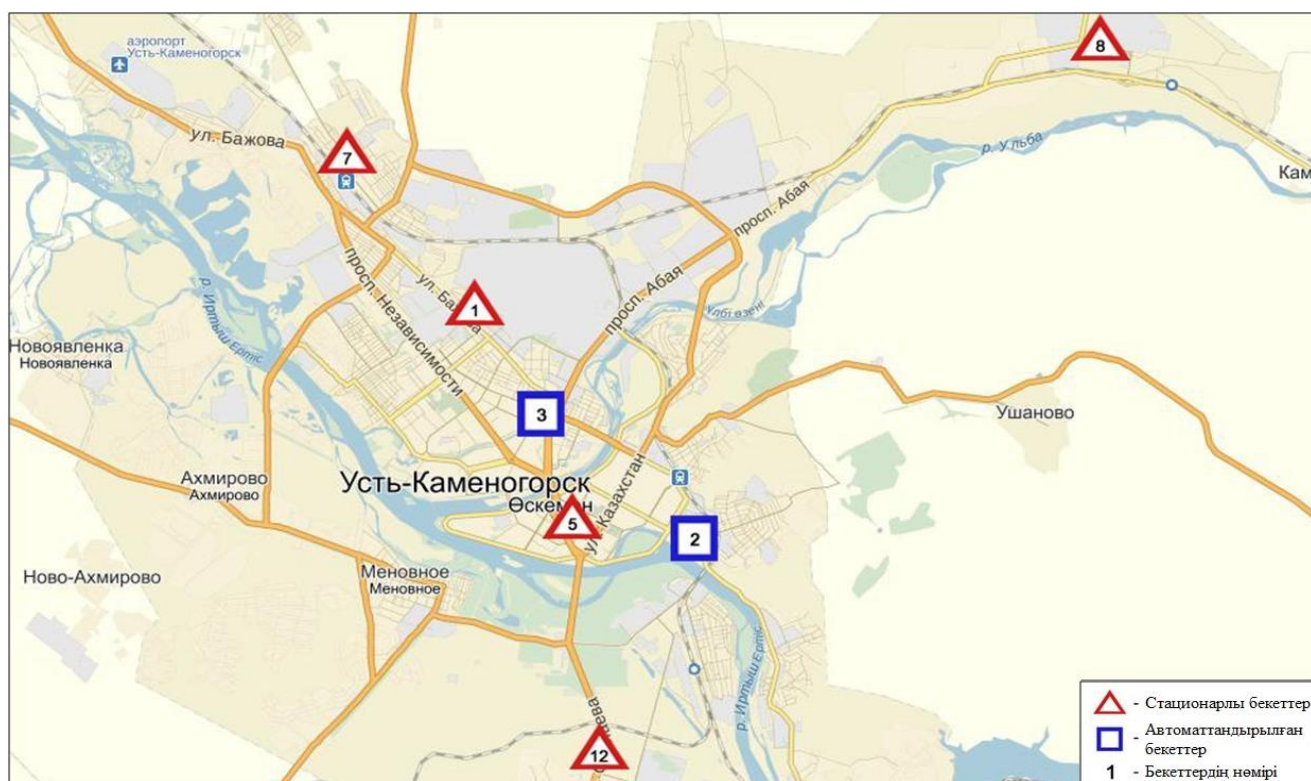 аэропорт
Усть-Каменогорск
8
ул. Бажова
7
р. Ульба
Кам
просп. Абая
просп. Независимости
ул. Бажова
1
просп. Абая
Үлбі өзені
р. Иртыш Ертіс
Новоявленка
Новоявленка
3
Ушаново
Ахмирово
Ахмирово
Усть-Каменогорск
Өскемен
5
ул. Казахстан
2
Ново-Ахмирово
Меновное
Меновное
р. Иртыш Ертіс
12
- Стационарлы бекеттер
- Автоматтандырылған
бекеттер
1 - Бекеттердің нөмірі